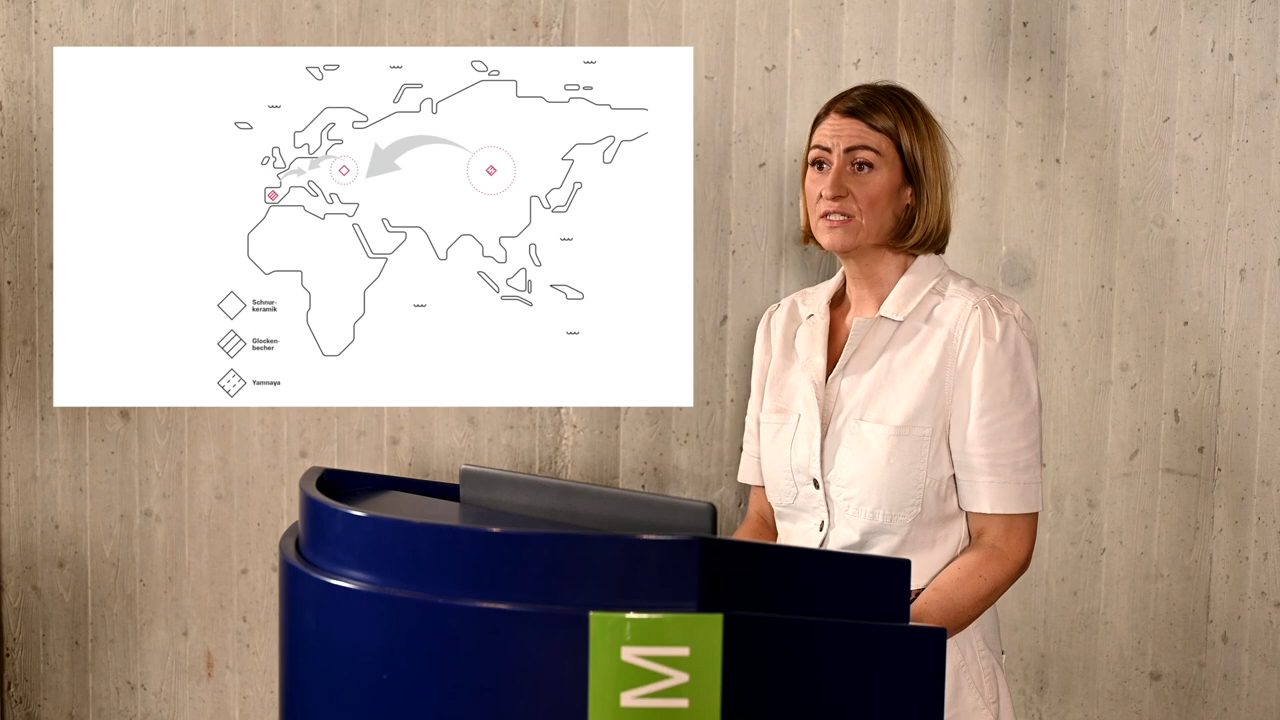 Schnur-
keramik
Glocken-
becher
Yamnaya
M